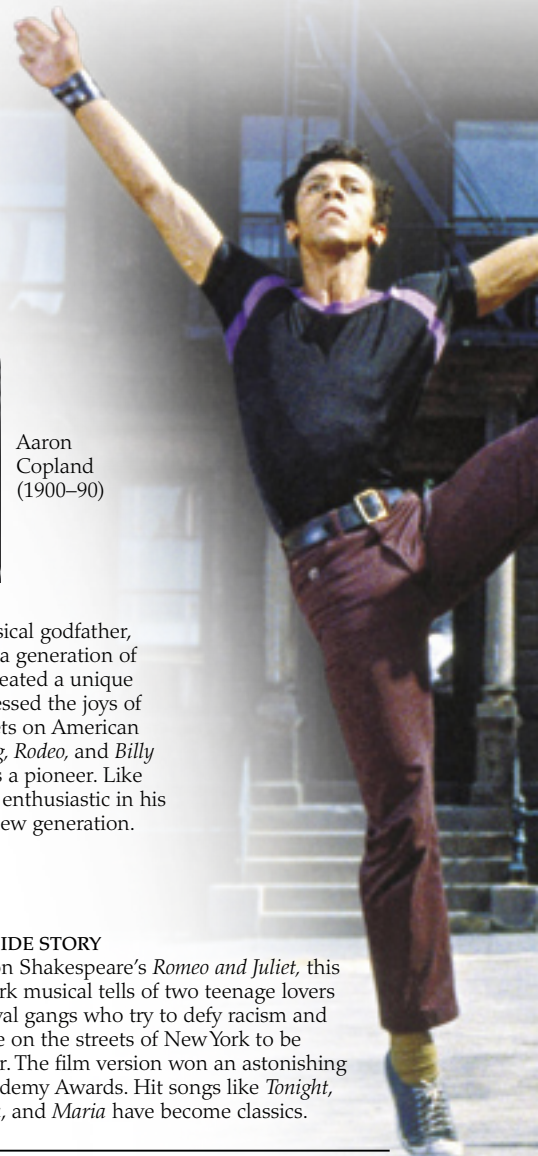 Aaron
Copland
(1900–90)
sical godfather,
a generation of
eated a unique
essed the joys of
ts on American
g, Rodeo, and Billy
s a pioneer. Like
enthusiastic in his
ew generation.
IDE STORY
on Shakespeare's Romeo and Juliet, this
rk musical tells of two teenage lovers
val gangs who try to defy racism and
e on the streets of NewYork to be
r. The film version won an astonishing
demy Awards. Hit songs like Tonight,
, and Maria have become classics.